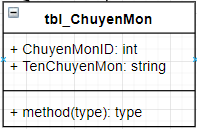 tbl_ChuyenMon
+ ChuyenMonID: int
+ TenChuyenMon: string
+ method(type): type